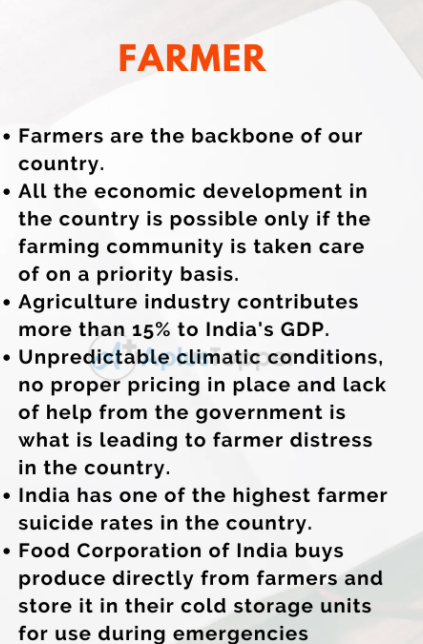 FARMER
• Farmers are the backbone of our
country.
• All the economic development in
the country is possible only if the
farming community is taken care
of on a priority basis.
• Agriculture industry contributes
more than 15% to India's GDP.
• Unpredictable climatic conditions,
no proper pricing in place and lack
of help from the government is
what is leading to farmer distress
in the country.
• India has one of the highest farmer
suicide rates in the country.
• Food Corporation of India buys
produce directly from farmers and
store it in their cold storage units
for use during emergencies